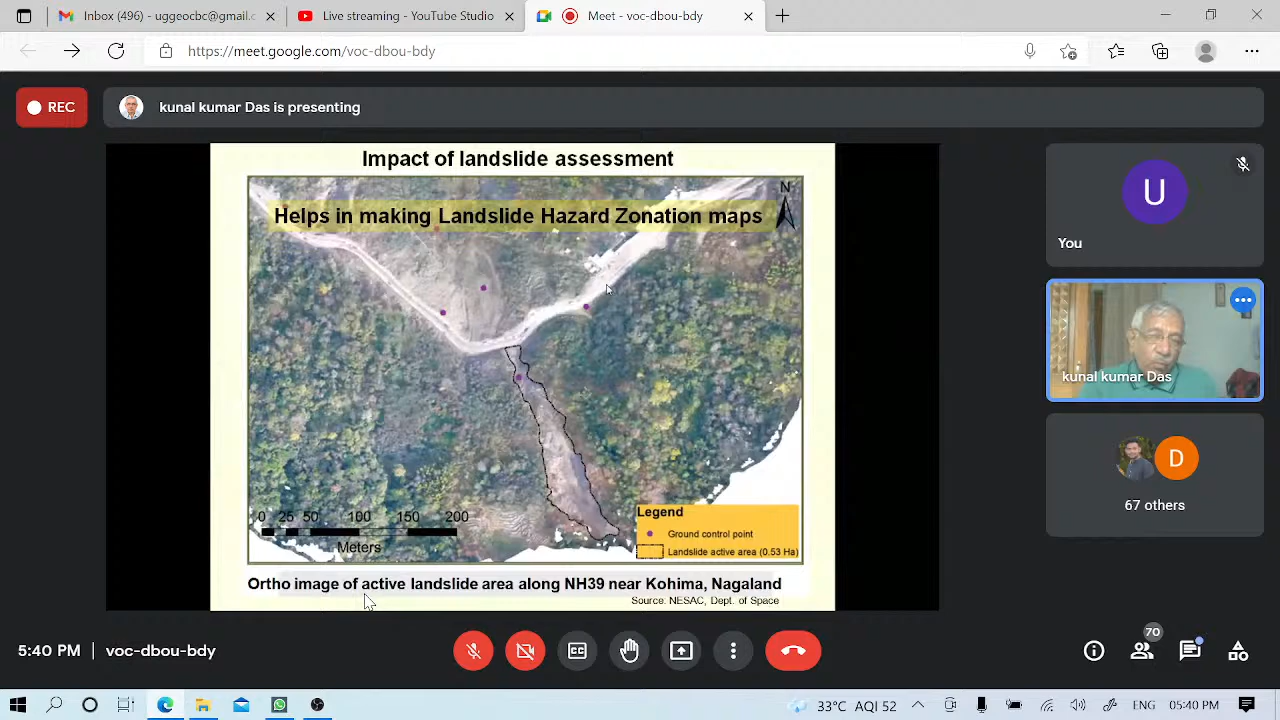 Inbox (496) - uggeoc@gmail.c
Live streaming - YouTube Studio
Meet - voc-dbou-bdy
https://meet.google.com/voc-dbou-bdy
REC
kunal kumar Das is presenting
Impact of landslide assessment
N
Helps in making Landslide Hazard Zonation maps
0 25 50 100 150 200
Meters
Legend
Ground control point
Landslide active area (0.53 Ha)
Ortho image of active landslide area along NH39 near Kohima, Nagaland
Source: NESAC, Dept. of Space
U
You
kunal kumar Das
D
67 others
5:40 PM | voc-dbou-bdy
70
33°C AQI 52
ENG
05:40 PM